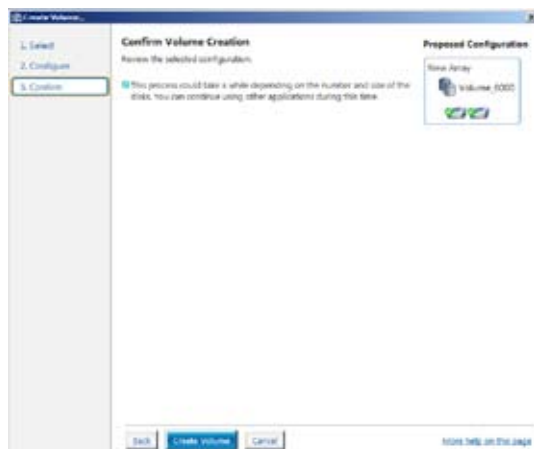 Create Volume...
1. Select
2. Configure
3. Confirm
Confirm Volume Creation
Review the selected configuration.
This process could take a while depending on the number and size of the
disks. You can continue using other applications during this time.
Proposed Configuration
New Array
Volume_0000
Back
Create Volume
Cancel
More help on this page